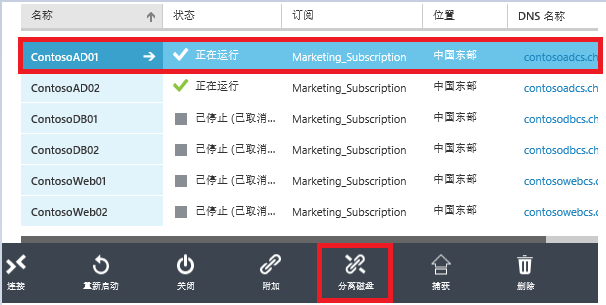 名称 状态 订阅 位置 DNS 名称
ContosoAD01 正在运行 Marketing_Subscription 中国东部 contosoadcs.ch
ContosoAD02 正在运行 Marketing_Subscription 中国东部 contosoadcs.ch
ContosoDB01 已停止 (已取消... Marketing_Subscription 中国东部 contosodbcs.ch
ContosoDB02 已停止 (已取消... Marketing_Subscription 中国东部 contosodbcs.ch
ContosoWeb01 已停止 (已取消... Marketing_Subscription 中国东部 contosowebcs.ch
ContosoWeb02 已停止 (已取消... Marketing_Subscription 中国东部 contosowebcs.ch
连接 重新启动 关闭 附加 分离磁盘 捕获 删除